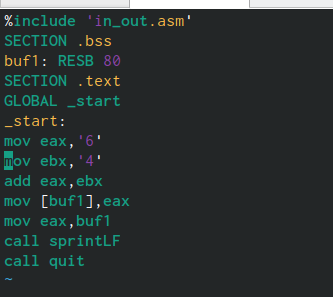 %include 'in_out.asm'
SECTION .bss
buf1: RESB 80
SECTION .text
GLOBAL _start
_start:
mov eax,'6'
mov ebx,'4'
add eax,ebx
mov [buf1],eax
mov eax,buf1
call sprintLF
call quit
~